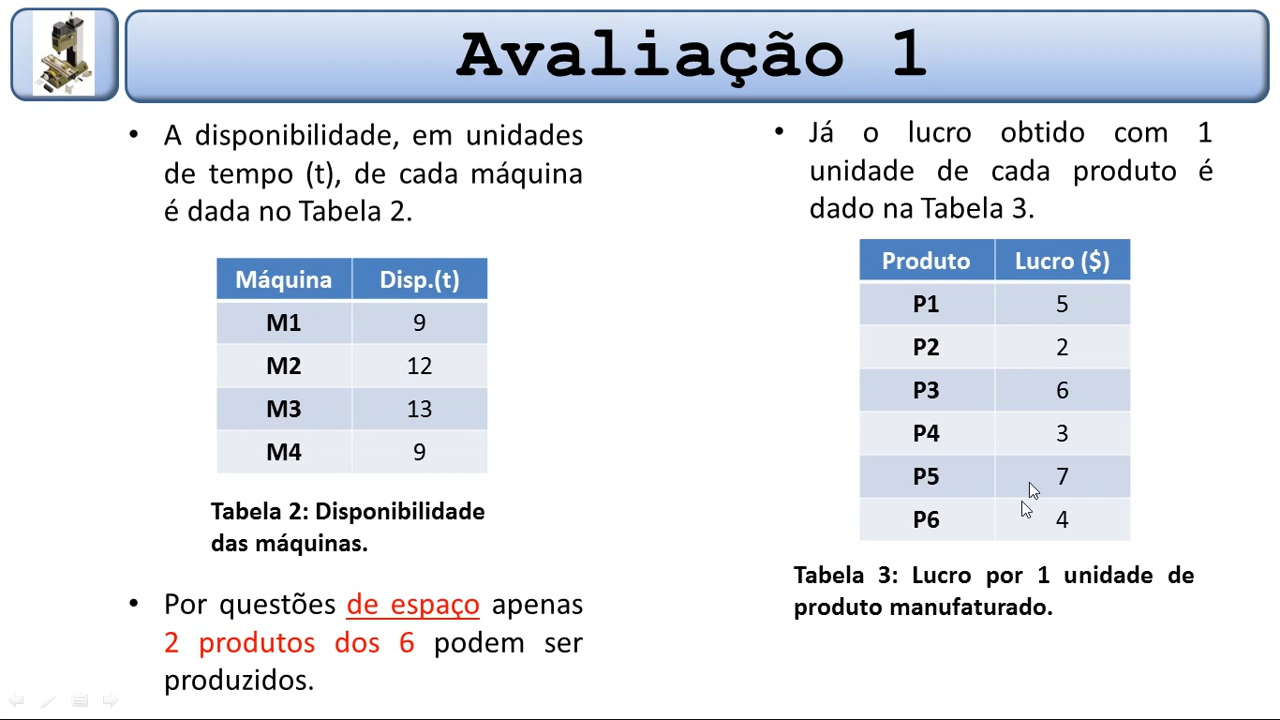 Avaliação 1
• A disponibilidade, em unidades
de tempo (t), de cada máquina
é dada no Tabela 2.
Máquina Disp.(t)
M1 9
M2 12
M3 13
M4 9
Tabela 2: Disponibilidade
das máquinas.
• Por questões de espaço apenas
2 produtos dos 6 podem ser
produzidos.
• Já o lucro obtido com 1
unidade de cada produto é
dado na Tabela 3.
Produto Lucro ($)
P1 5
P2 2
P3 6
P4 3
P5 7
P6 4
Tabela 3: Lucro por 1 unidade de
produto manufaturado.